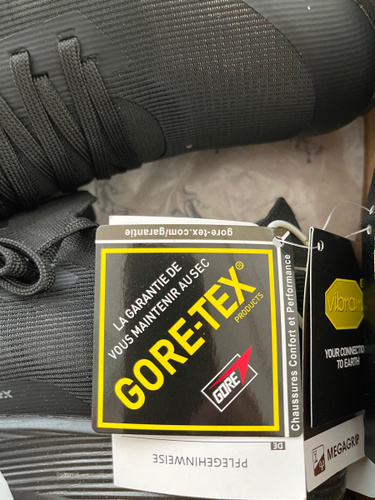 gore-tex.com/garantie
LA GARANTIE DE
VOUS MAINTENIR AU SEC
GORE-TEX®
PRODUCTS
GORE
Chaussures Confort et Performance
DE
PFLEGEHINWEISE
vibram
YOUR CONNECTION
TO EARTH
MEGAGRIP